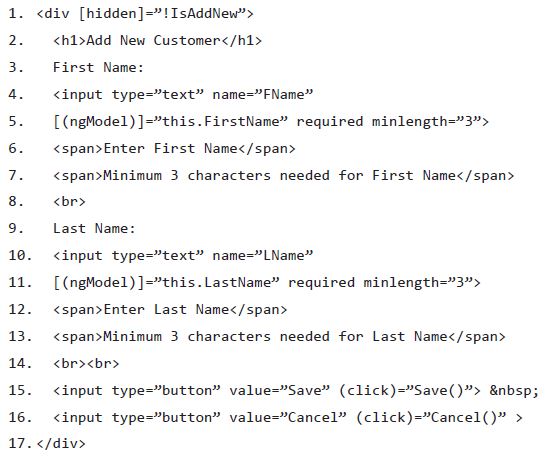 1. <div [hidden]=”!IsAddNew”>
2. <h1>Add New Customer</h1>
3. First Name:
4. <input type=”text” name=”FName”
5. [(ngModel)]=”this.FirstName” required minlength=”3”>
6. <span>Enter First Name</span>
7. <span>Minimum 3 characters needed for First Name</span>
8. <br>
9. Last Name:
10. <input type=”text” name=”LName”
11. [(ngModel)]=”this.LastName” required minlength=”3”>
12. <span>Enter Last Name</span>
13. <span>Minimum 3 characters needed for Last Name</span>
14. <br><br>
15. <input type=”button” value=”Save” (click)=”Save()”> &nbsp;
16. <input type=”button” value=”Cancel” (click)=”Cancel()” >
17. </div>